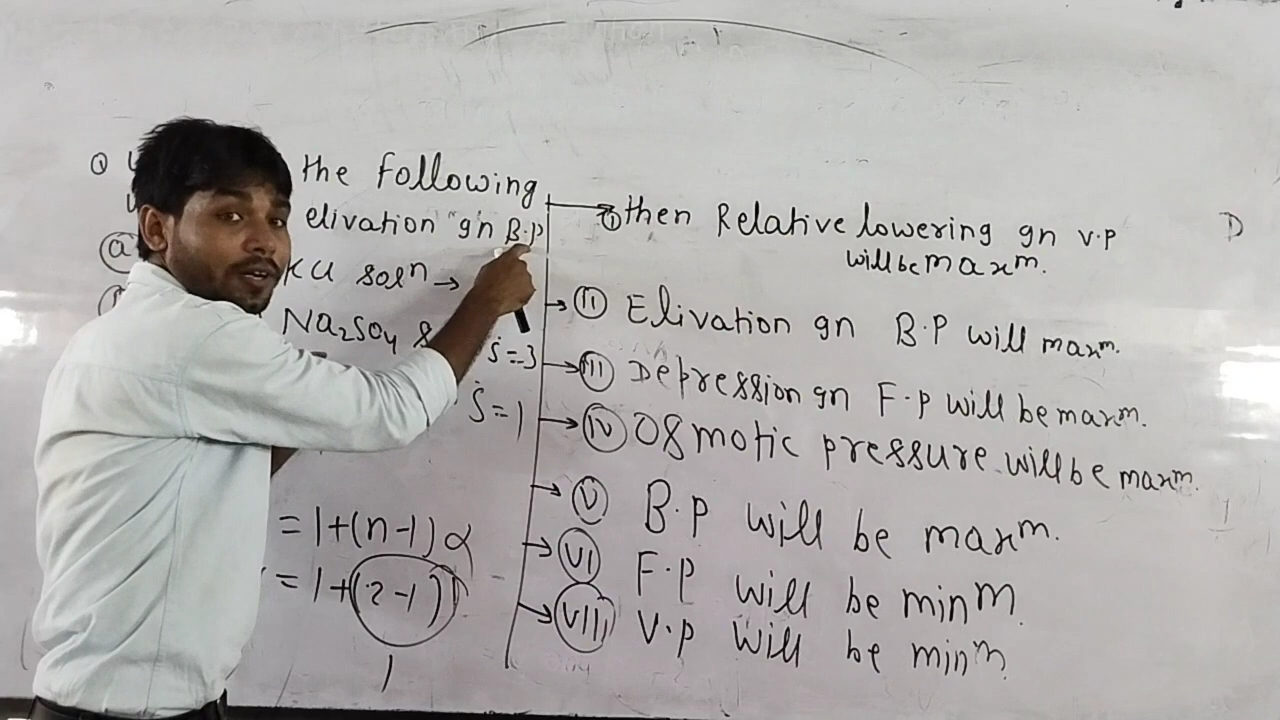 Q
the following
elivation "gn B.P
ⓐ
KCl solⁿ →
Na₂SO₄ s
i=3
i=1
= 1+(n-1)α
= 1+(2-1)1
1
→ ⓘ then Relative lowering gn v.p
will be maxm.
→ (ii) Elivation gn B.P will maxm.
→ (iii) Depression gn F.p will be maxm.
→ (iv) Osmotic pressure will be maxm.
→ (v) B.p will be maxm.
→ (vi) F.p will be minm.
→ (vii) v.p will be minm.
D